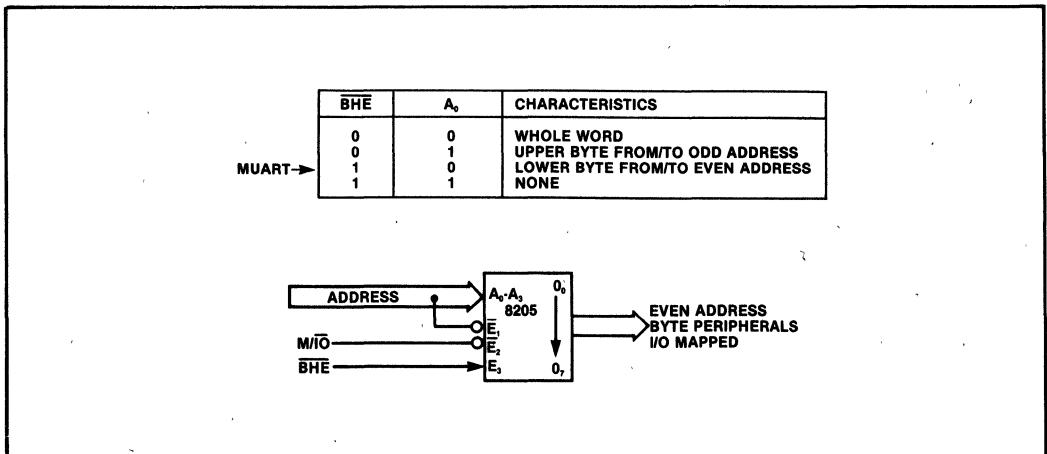 BHE A₀ CHARACTERISTICS
0 0 WHOLE WORD
0 1 UPPER BYTE FROM/TO ODD ADDRESS
MUART 1 0 LOWER BYTE FROM/TO EVEN ADDRESS
1 1 NONE
ADDRESS
A₀-A₃
8205
0₀
E₁
M/IO
E₂
BHE
E₃
0₇
EVEN ADDRESS
BYTE PERIPHERALS
I/O MAPPED